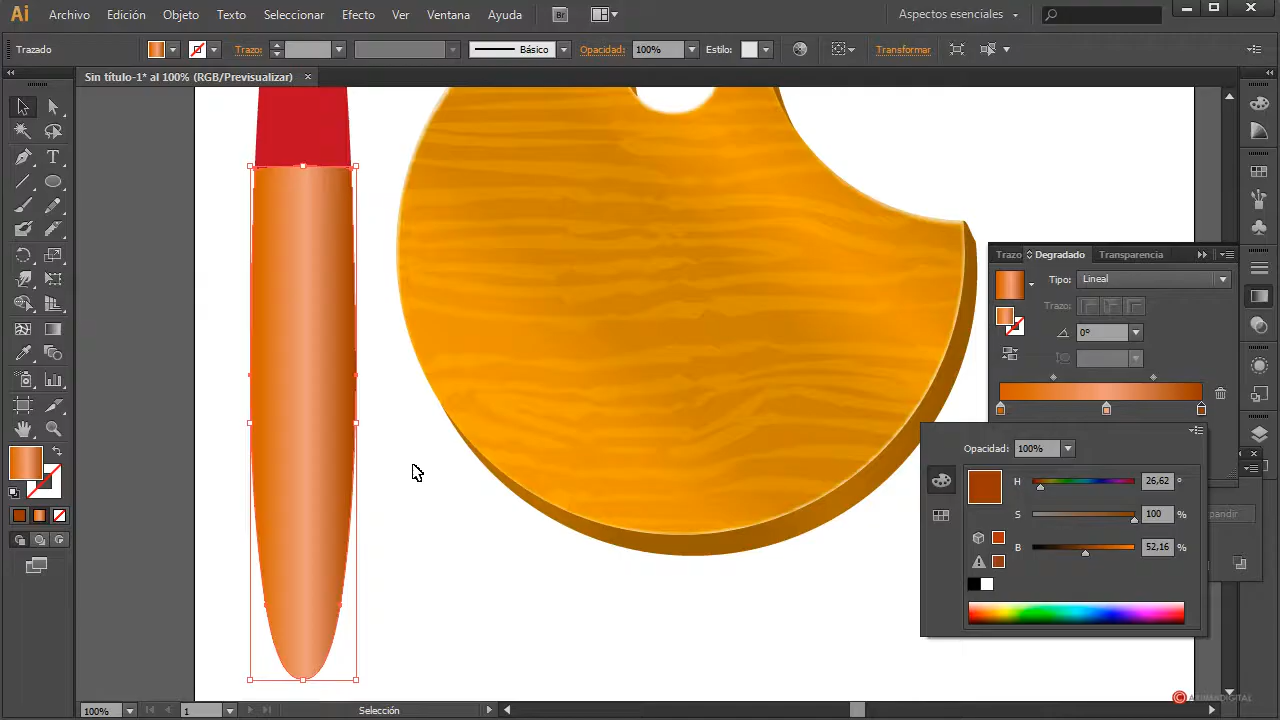 Ai Archivo Edición Objeto Texto Seleccionar Efecto Ver Ventana Ayuda Br Aspectos esenciales
Trazado Trazo: Básico Opacidad: 100% Estilo: Transformar
Sin título-1* al 100% (RGB/Previsualizar) ×
Trazo Degradado Transparencia
Tipo: Lineal
Trazo:
0°
Opacidad: 100%
H 26,62 °
S 100 %
B 52,16 %
pandir
100% 1 Selección